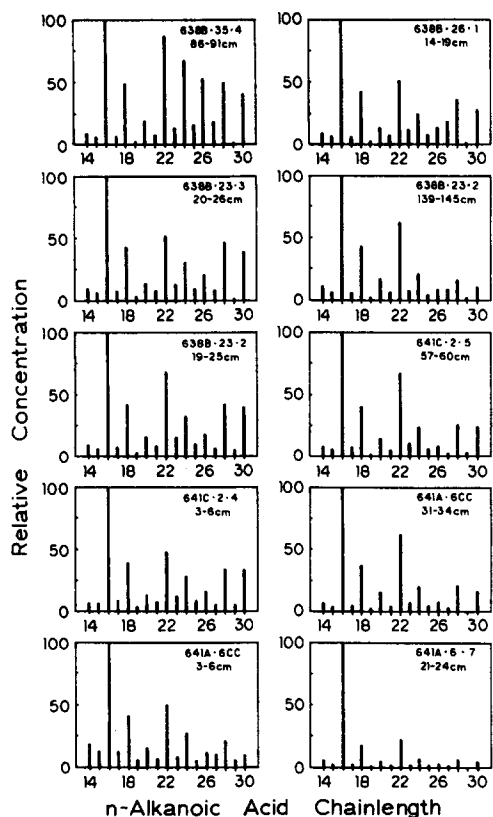 638B·35·4
86-91cm
100
50
0
14 18 22 26 30
638B·26·1
14-19cm
100
50
0
14 18 22 26 30
638B·23·3
20-26cm
100
50
0
14 18 22 26 30
638B·23·2
139-145cm
100
50
0
14 18 22 26 30
638B·23·2
19-25cm
100
50
0
14 18 22 26 30
641C·2·5
57-60cm
100
50
0
14 18 22 26 30
641C·2·4
3-6cm
100
50
0
14 18 22 26 30
641A·6CC
31-34cm
100
50
0
14 18 22 26 30
641A·6CC
3-6cm
100
50
0
14 18 22 26 30
641A·6·7
21-24cm
100
50
0
14 18 22 26 30
Relative Concentration
n-Alkanoic Acid Chainlength